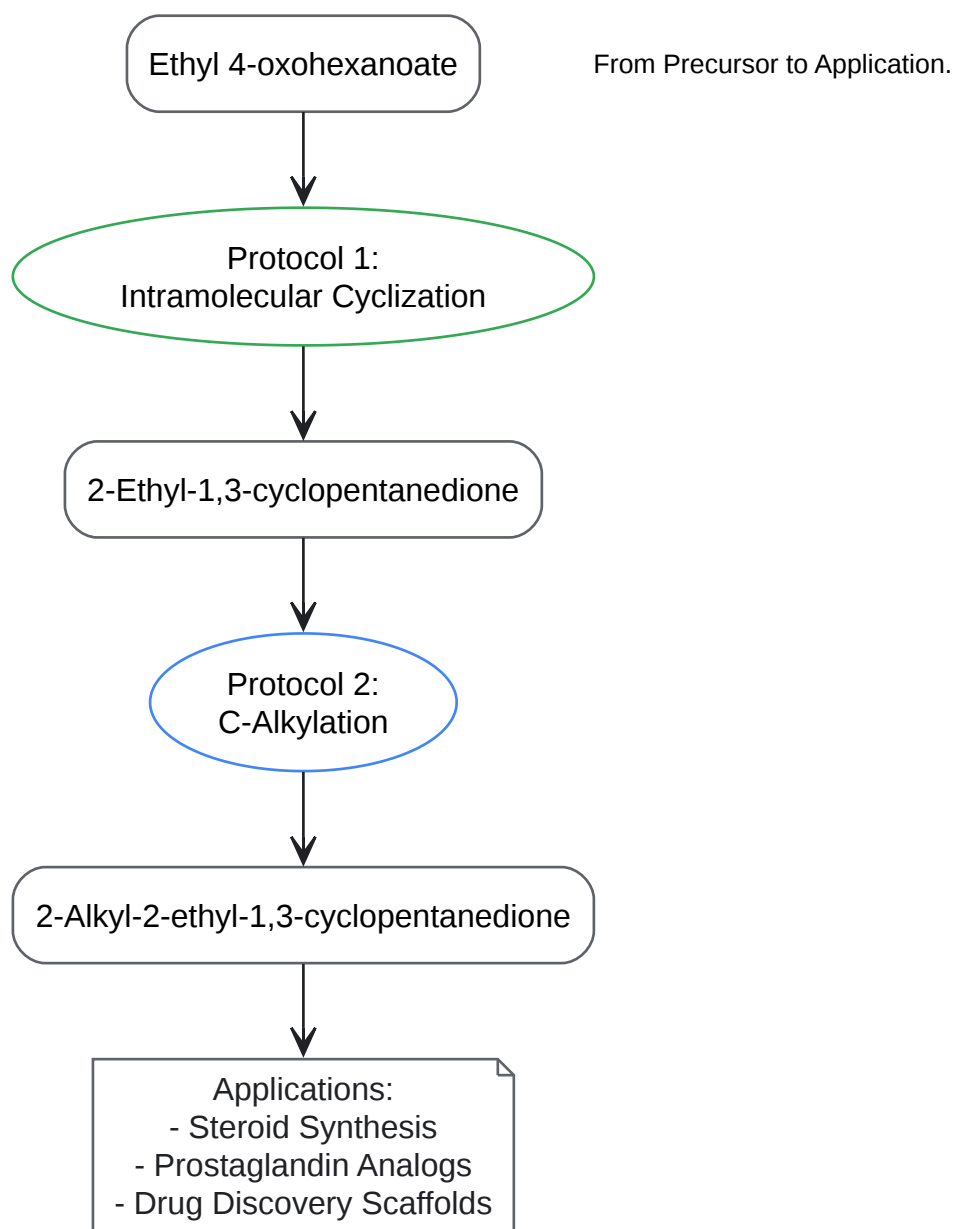 Ethyl 4-oxohexanoate
From Precursor to Application.
Protocol 1:
Intramolecular Cyclization
2-Ethyl-1,3-cyclopentanedione
Protocol 2:
C-Alkylation
2-Alkyl-2-ethyl-1,3-cyclopentanedione
Applications:
- Steroid Synthesis
- Prostaglandin Analogs
- Drug Discovery Scaffolds